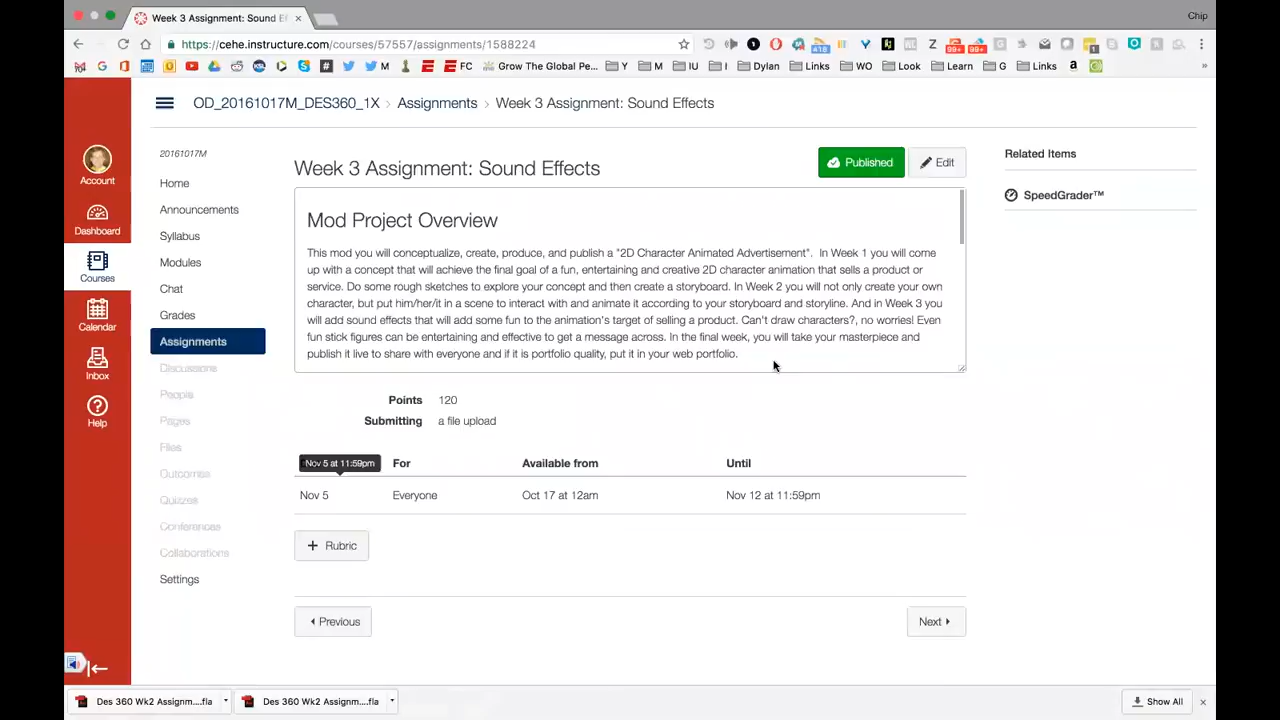 Week 3 Assignment: Sound Ef
Chip
https://cehe.instructure.com/courses/57557/assignments/1588224
FC
Grow The Global Pe...
Y
M
IU
I
Dylan
Links
WO
Look
Learn
G
Links
OD_20161017M_DES360_1X > Assignments > Week 3 Assignment: Sound Effects
Account
Dashboard
Courses
Calendar
Inbox
Help
20161017M
Home
Announcements
Syllabus
Modules
Chat
Grades
Assignments
Discussions
People
Pages
Files
Outcomes
Quizzes
Conferences
Collaborations
Settings
Week 3 Assignment: Sound Effects
Published
Edit
Mod Project Overview
This mod you will conceptualize, create, produce, and publish a "2D Character Animated Advertisement". In Week 1 you will come
up with a concept that will achieve the final goal of a fun, entertaining and creative 2D character animation that sells a product or
service. Do some rough sketches to explore your concept and then create a storyboard. In Week 2 you will not only create your own
character, but put him/her/it in a scene to interact with and animate it according to your storyboard and storyline. And in Week 3 you
will add sound effects that will add some fun to the animation's target of selling a product. Can't draw characters?, no worries! Even
fun stick figures can be entertaining and effective to get a message across. In the final week, you will take your masterpiece and
publish it live to share with everyone and if it is portfolio quality, put it in your web portfolio.
Points 120
Submitting a file upload
Nov 5 at 11:59pm For Available from Until
Nov 5 Everyone Oct 17 at 12am Nov 12 at 11:59pm
+ Rubric
Previous
Next
Related Items
SpeedGrader™
Des 360 Wk2 Assignm....fla
Des 360 Wk2 Assignm....fla
Show All